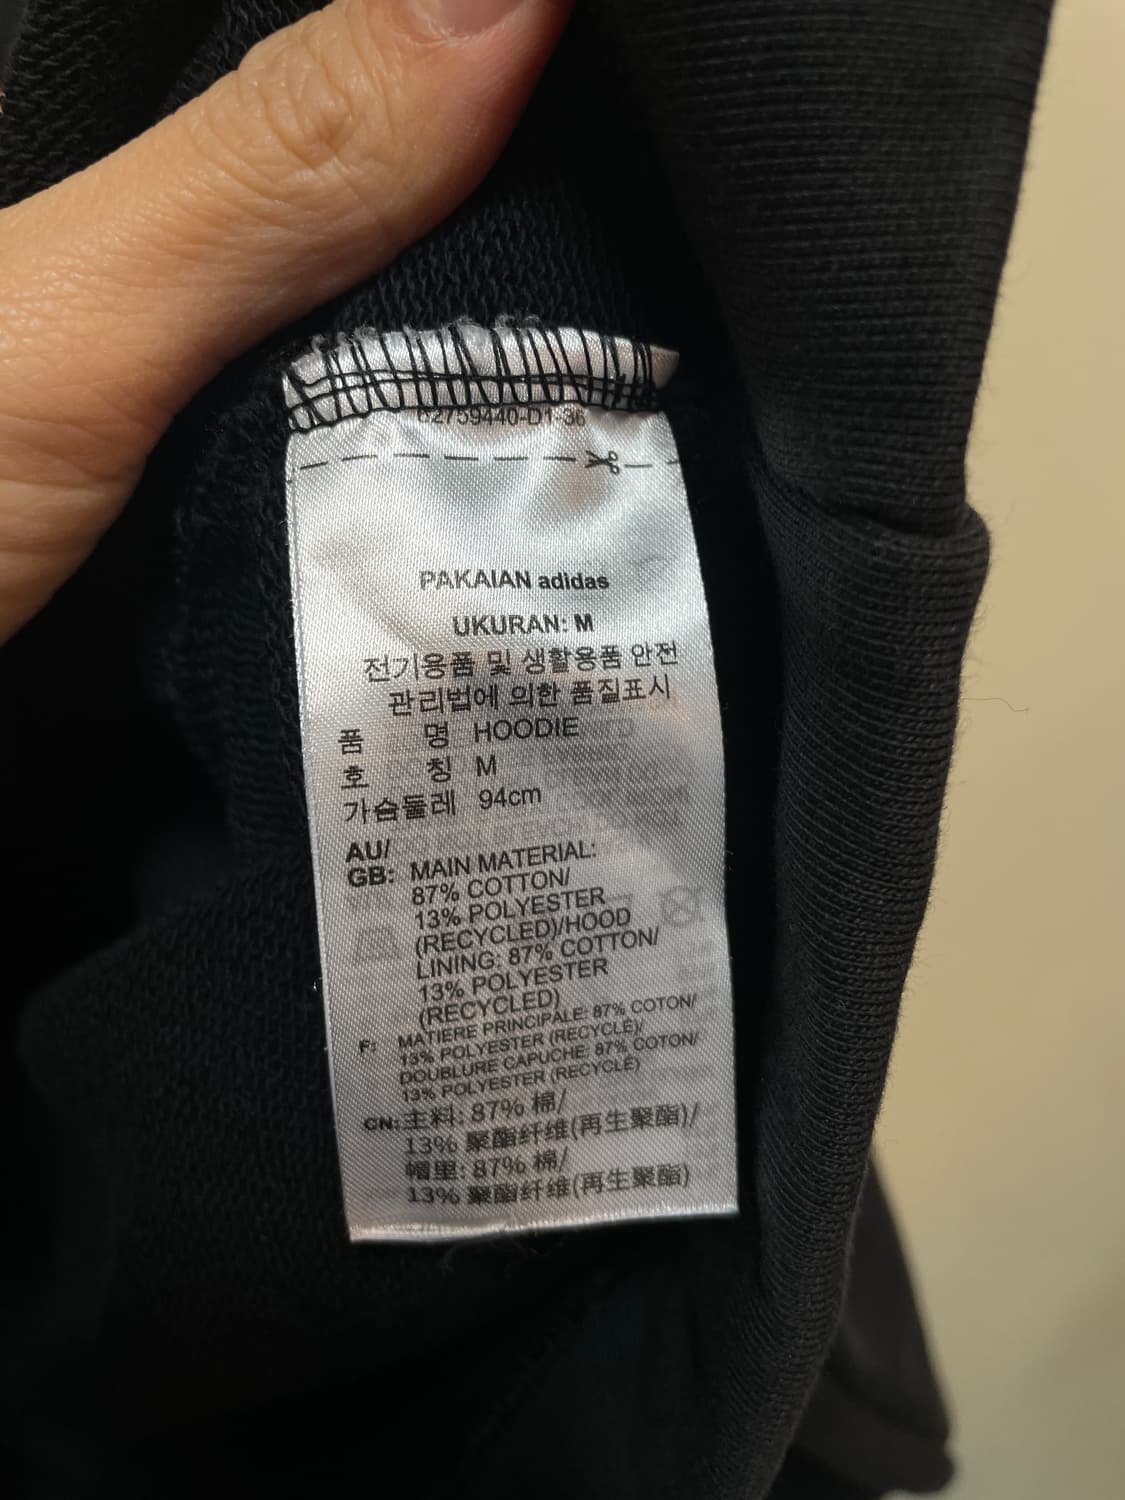 62759440-D1-36
PAKAIAN adidas
UKURAN: M
전기용품 및 생활용품 안전
관리법에 의한 품질표시
품 명 HOODIE
호 칭 M
가슴둘레 94cm
AU/
GB: MAIN MATERIAL:
87% COTTON/
13% POLYESTER
(RECYCLED)/HOOD
LINING: 87% COTTON/
13% POLYESTER
(RECYCLED)
F: MATIERE PRINCIPALE: 87% COTON/
13% POLYESTER (RECYCLÉ)/
DOUBLURE CAPUCHE: 87% COTON/
13% POLYESTER (RECYCLÉ)
CN: 主料: 87% 棉/
13% 聚酯纤维(再生聚酯)/
帽里: 87% 棉/
13% 聚酯纤维(再生聚酯)